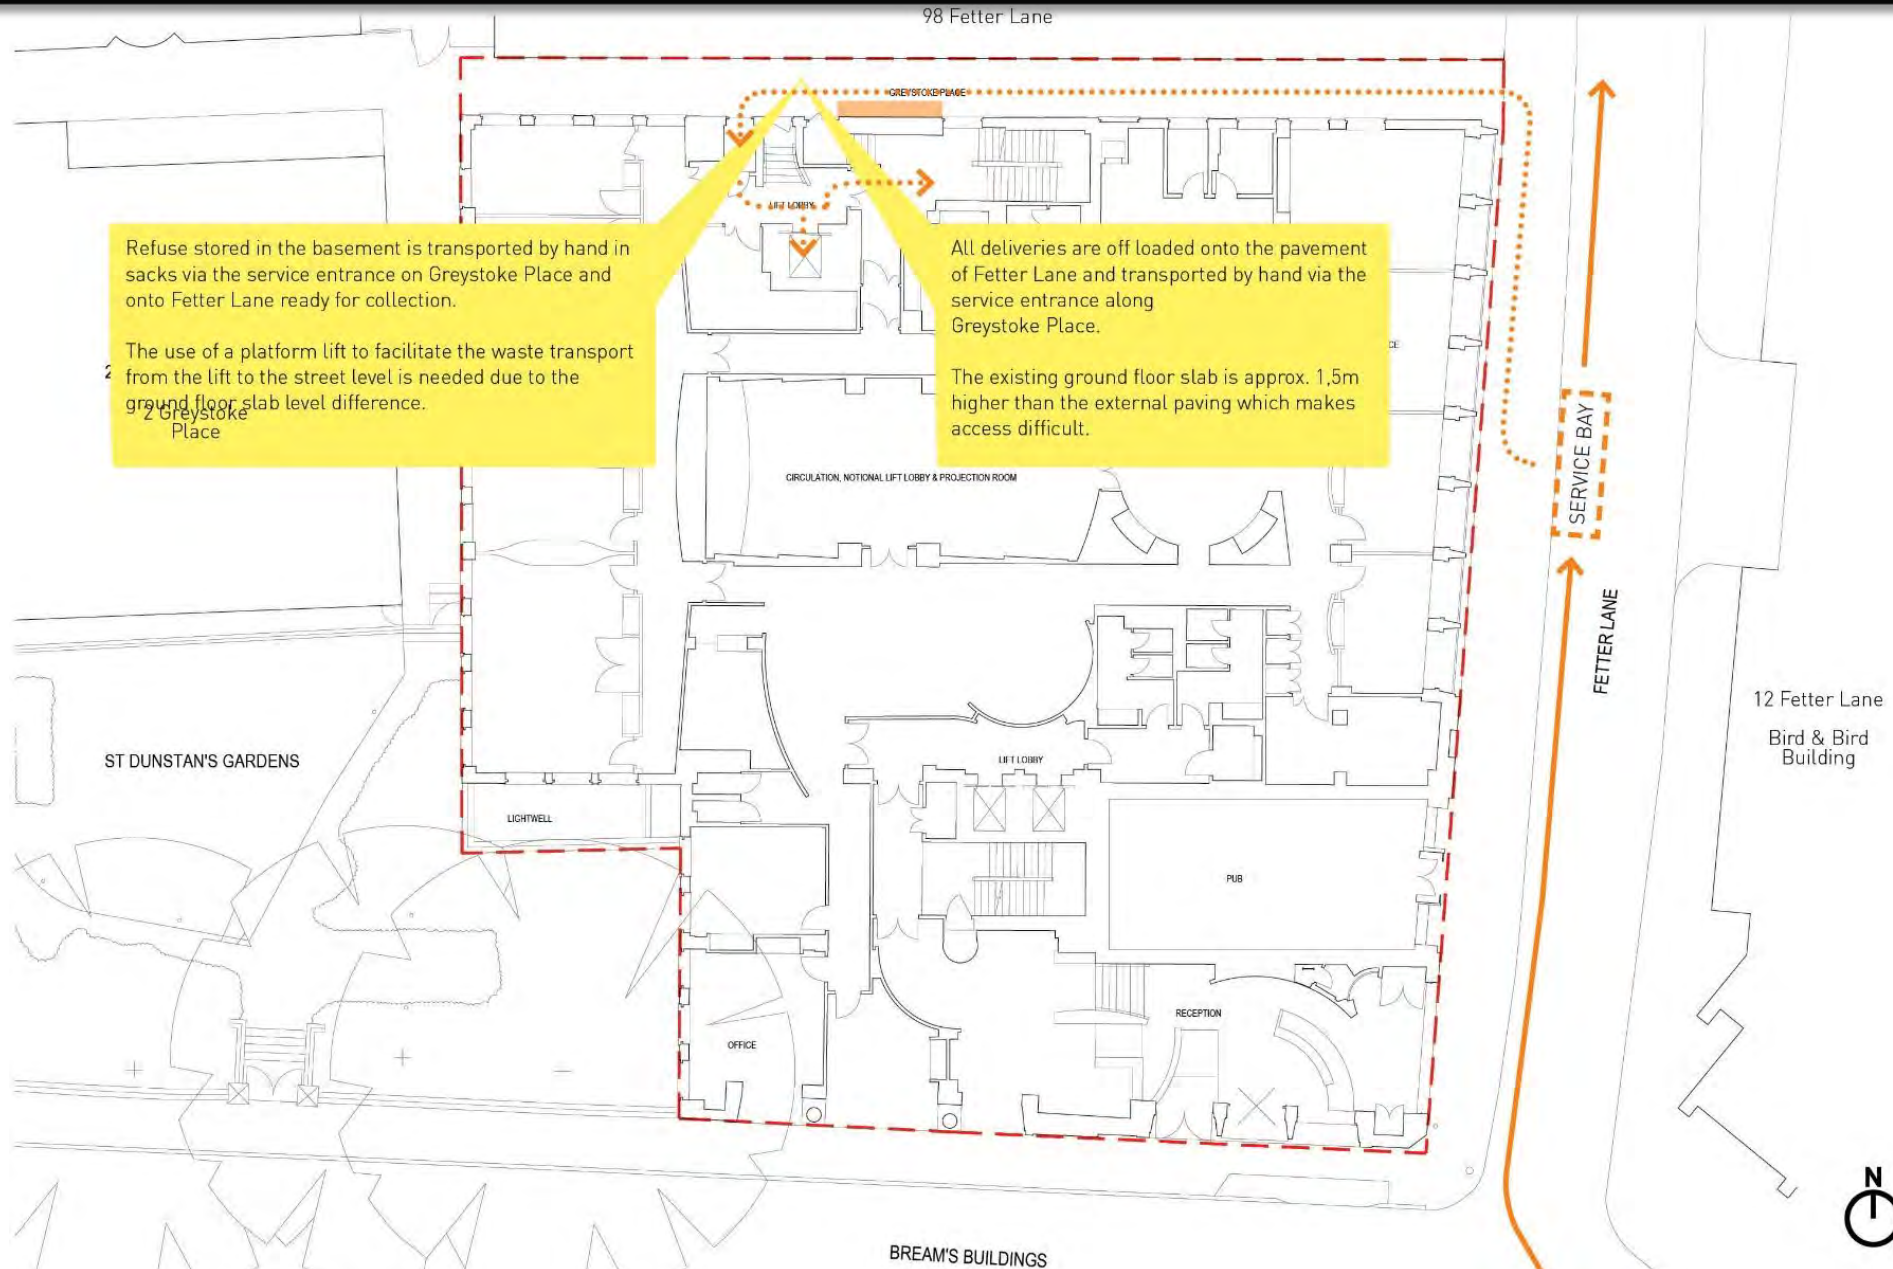 98 Fetter Lane
GREYSTOKE PLACE
LIFT LOBBY
Refuse stored in the basement is transported by hand in
sacks via the service entrance on Greystoke Place and
onto Fetter Lane ready for collection.
The use of a platform lift to facilitate the waste transport
from the lift to the street level is needed due to the
ground floor slab level difference.
2
2 Greystoke
Place
All deliveries are off loaded onto the pavement
of Fetter Lane and transported by hand via the
service entrance along
Greystoke Place.
The existing ground floor slab is approx. 1,5m
higher than the external paving which makes
access difficult.
CE
SERVICE BAY
CIRCULATION, NOTIONAL LIFT LOBBY & PROJECTION ROOM
FETTER LANE
12 Fetter Lane
Bird & Bird
Building
ST DUNSTAN'S GARDENS
LIFT LOBBY
LIGHTWELL
PUB
RECEPTION
OFFICE
N
BREAM'S BUILDINGS